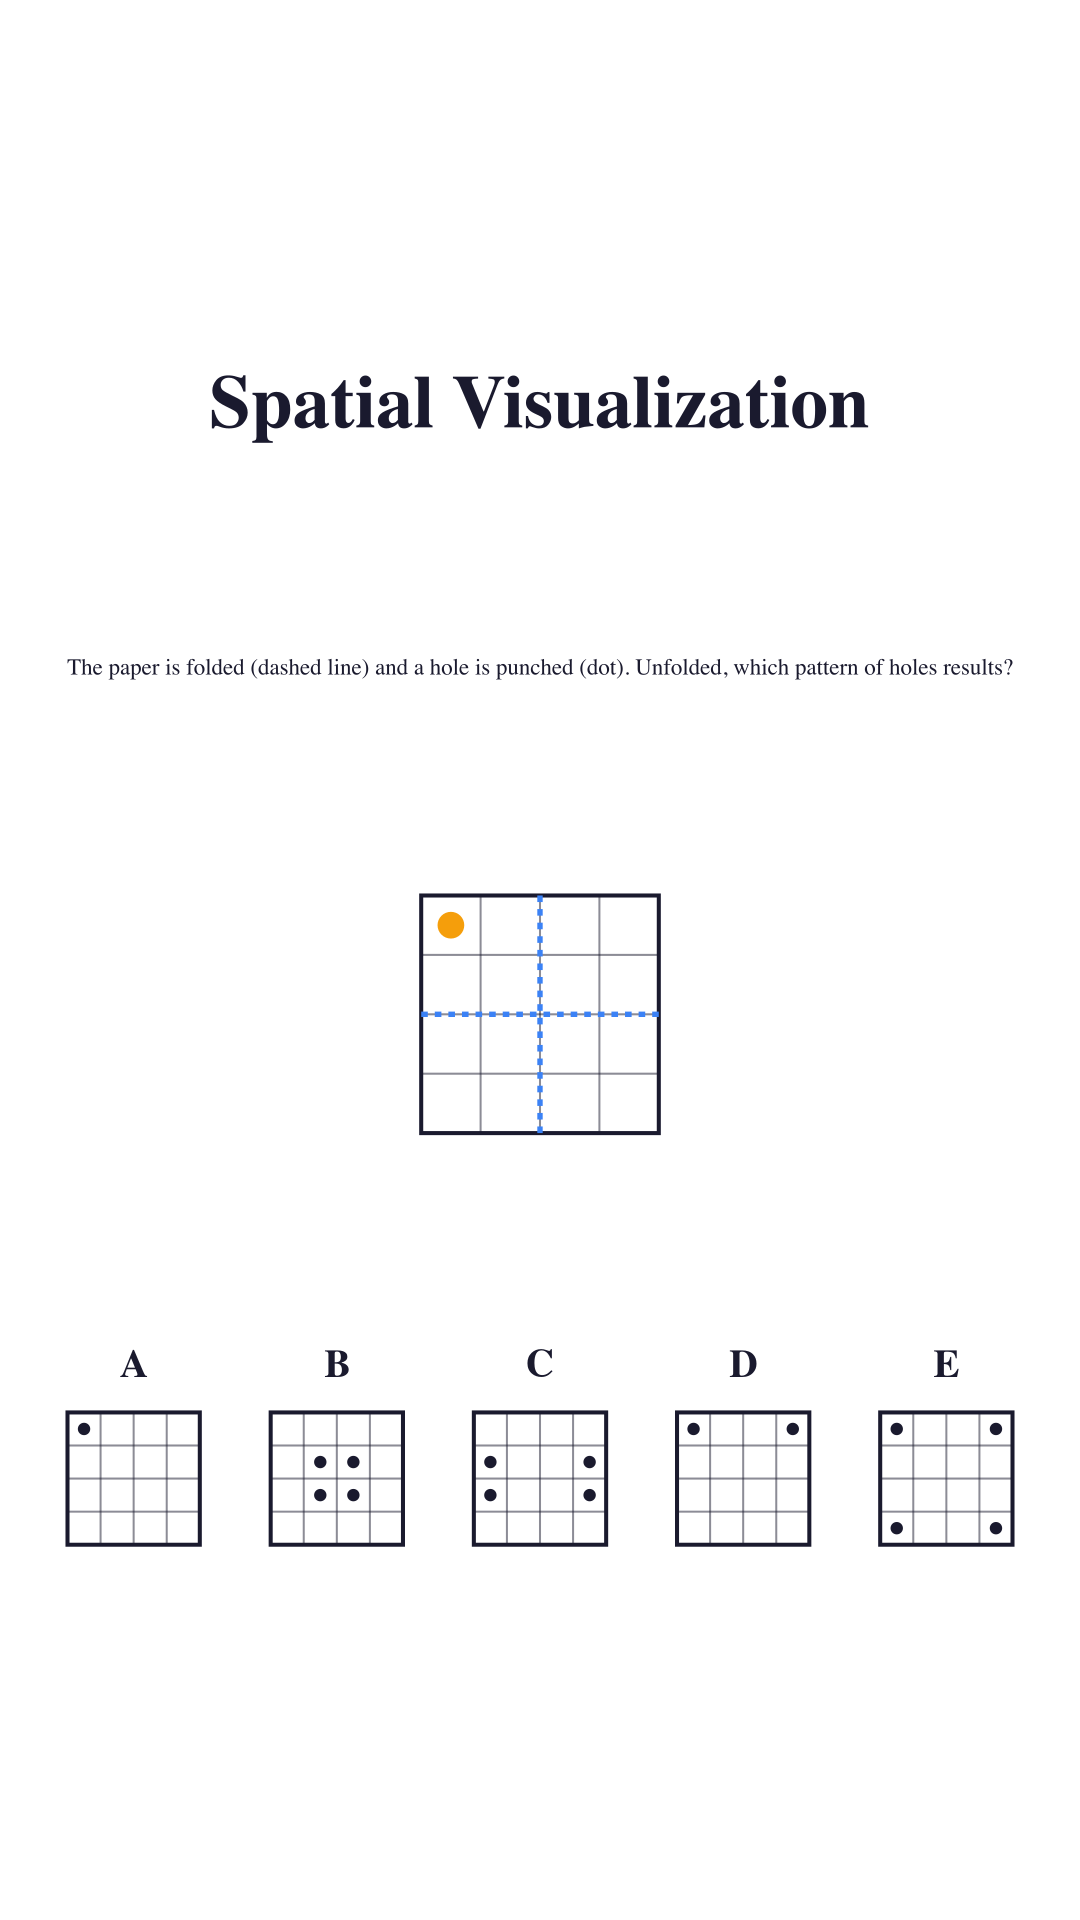 Spatial Visualization
The paper is folded (dashed line) and a hole is punched (dot). Unfolded, which pattern of holes results?
A B C D E